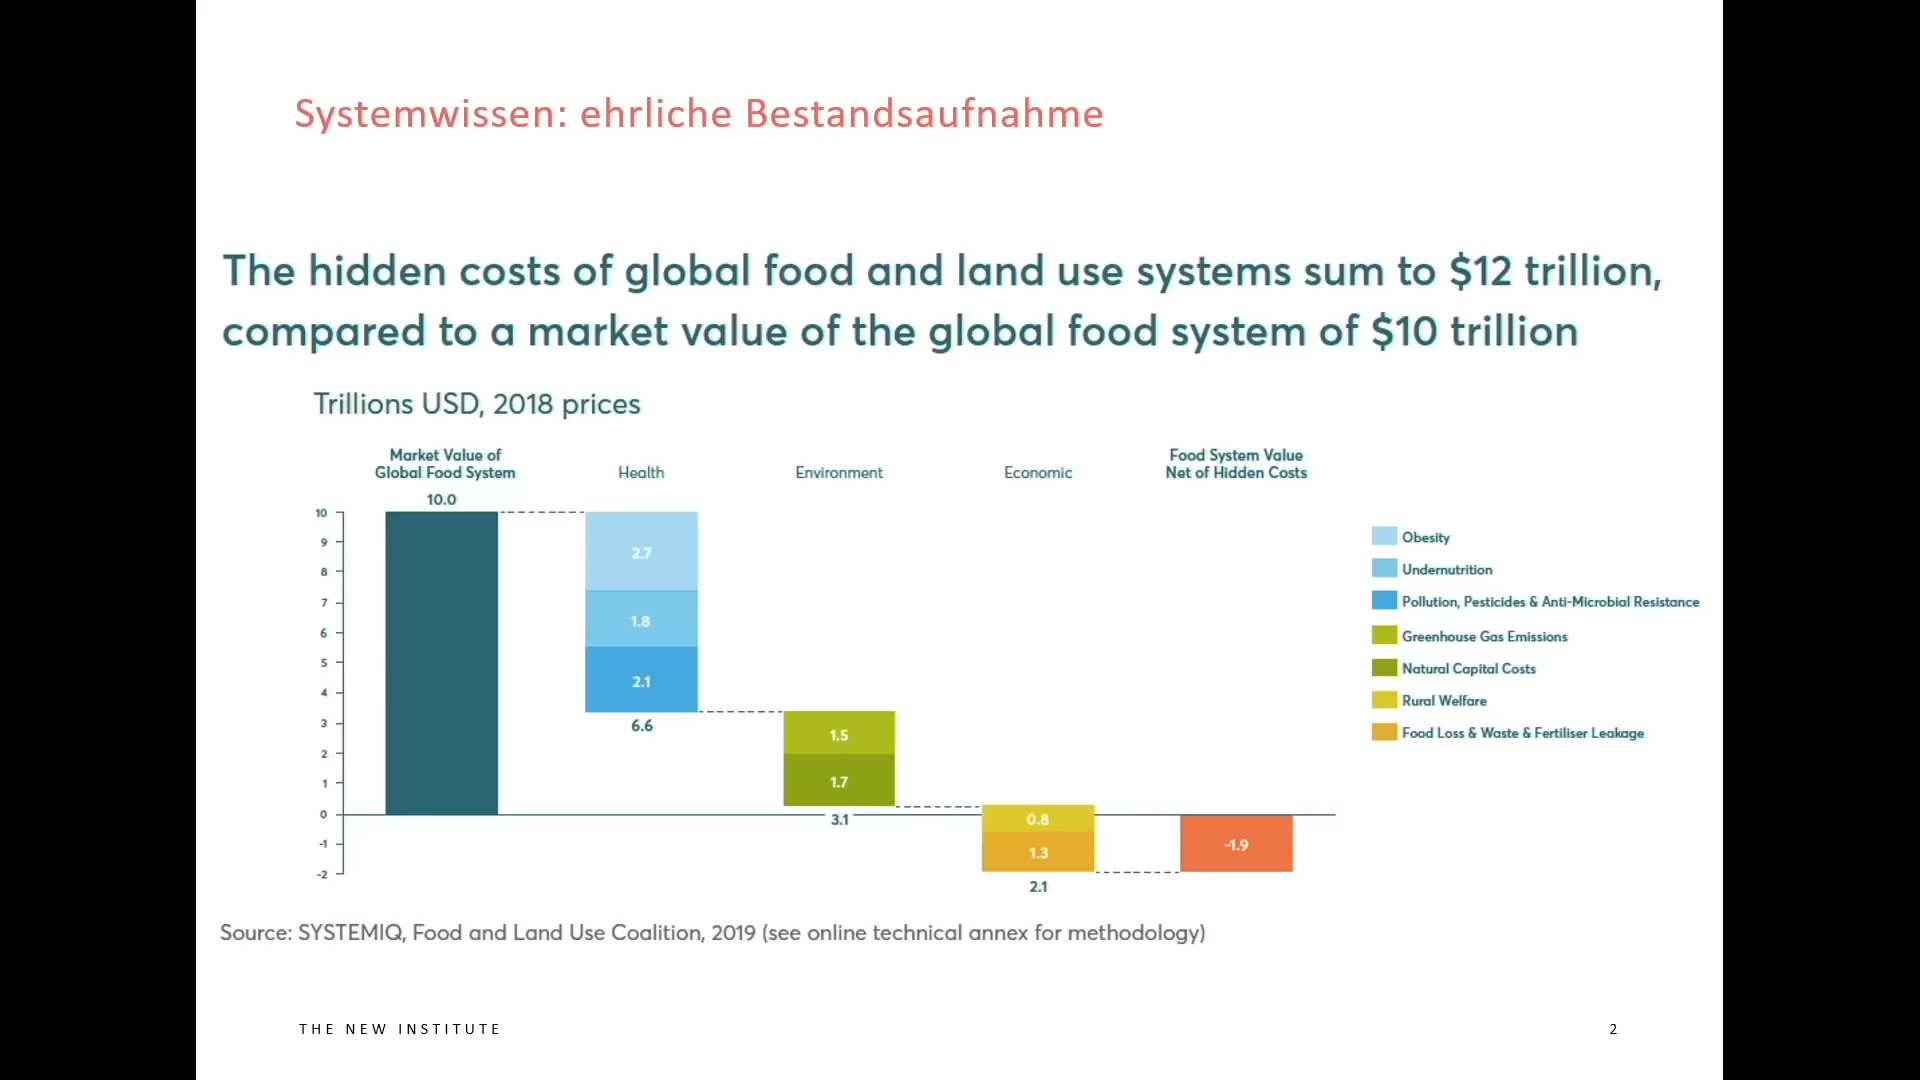 Systemwissen: ehrliche Bestandsaufnahme
The hidden costs of global food and land use systems sum to $12 trillion,
compared to a market value of the global food system of $10 trillion
Trillions USD, 2018 prices
Market Value of
Global Food System
Health
Environment
Economic
Food System Value
Net of Hidden Costs
10.0
10
9
8
7
6
5
4
3
2
1
0
-1
-2
2.7
1.8
2.1
6.6
1.5
1.7
3.1
0.8
1.3
2.1
-1.9
Obesity
Undernutrition
Pollution, Pesticides & Anti-Microbial Resistance
Greenhouse Gas Emissions
Natural Capital Costs
Rural Welfare
Food Loss & Waste & Fertiliser Leakage
Source: SYSTEMIQ, Food and Land Use Coalition, 2019 (see online technical annex for methodology)
THE NEW INSTITUTE
2